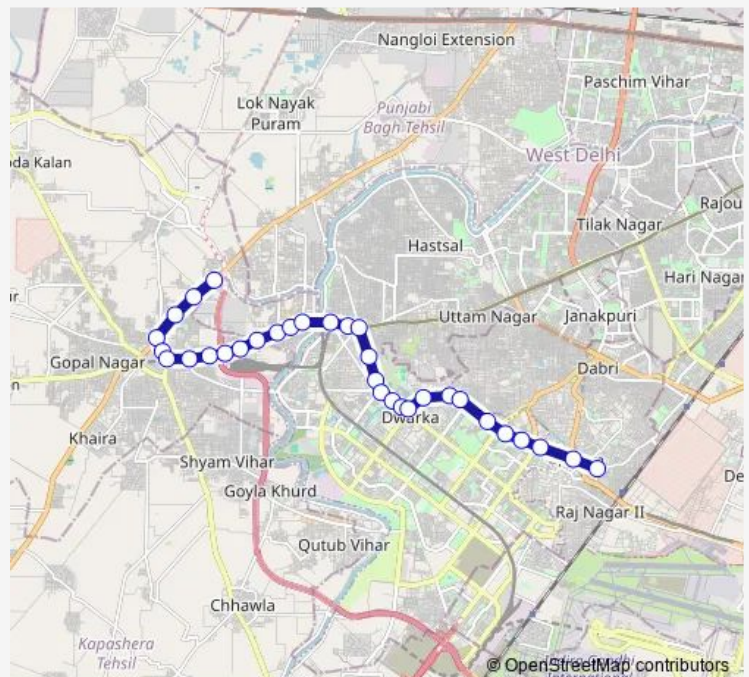 Nangloi Extension
Paschim Vihar
Lok Nayak
Puram
Punjabi
Bagh Tehsil
West Delhi
Kalan
Tilak Nagar
Hastsal
Hari Nagar
Uttam Nagar
Janakpuri
Gopal Nagar
Dabri
Dwarka
Khaira
Shyam Vihar
Goyla Khurd
Raj Nagar II
Qutub Vihar
Chhawla
Kapashera
Tehsil
© OpenStreetMap contributors